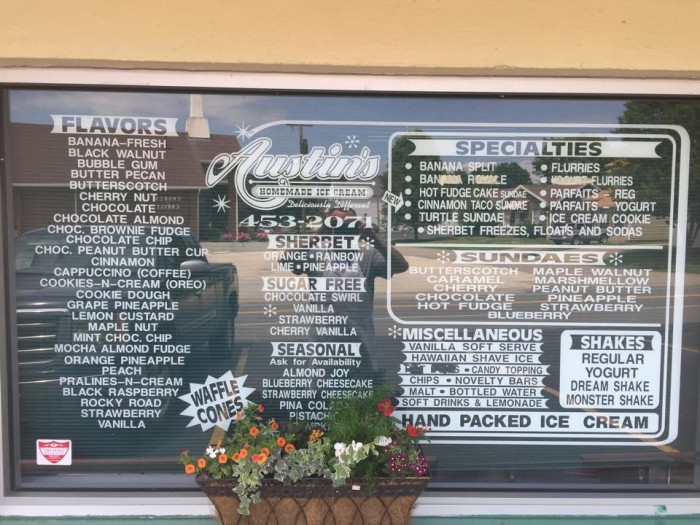 FLAVORS
BANANA-FRESH
BLACK WALNUT
BUBBLE GUM
BUTTER PECAN
BUTTERSCOTCH
CHERRY NUT
CHOCOLATE
CHOCOLATE ALMOND
CHOC. BROWNIE FUDGE
CHOCOLATE CHIP
CHOC. PEANUT BUTTER CUP
CINNAMON
CAPPUCCINO (COFFEE)
COOKIES-N-CREAM (OREO)
COOKIE DOUGH
GRAPE PINEAPPLE
LEMON CUSTARD
MAPLE NUT
MINT CHOC. CHIP
MOCHA ALMOND FUDGE
ORANGE PINEAPPLE
PEACH
PRALINES-N-CREAM
BLACK RASPBERRY
ROCKY ROAD
STRAWBERRY
VANILLA
WAFFLE
CONES
Austin's
HOMEMADE ICE CREAM
Deliciously Different
453-2071
SHERBET
ORANGE • RAINBOW
LIME • PINEAPPLE
SUGAR FREE
CHOCOLATE SWIRL
VANILLA
STRAWBERRY
CHERRY VANILLA
SEASONAL
Ask for Availability
ALMOND JOY
BLUEBERRY CHEESECAKE
STRAWBERRY CHEESECAKE
PINA
NEW
SPECIALTIES
• BANANA SPLIT
•
• HOT FUDGE CAKE SUNDAE
CINNAMON TACO SUNDAE
TURTLE SUNDAE
• SHERBET FREEZES, FLOATS AND SODAS
• FLURRIES
• YOGURT FLURRIES
• PARFAITS - REG
• PARFAITS - YOGURT
• ICE CREAM COOKIE
SUNDAES
BUTTERSCOTCH
CARAMEL
CHERRY
CHOCOLATE
HOT FUDGE
MAPLE WALNUT
MARSHMELLOW
PEANUT BUTTER
PINEAPPLE
STRAWBERRY
BLUEBERRY
MISCELLANEOUS
VANILLA SOFT SERVE
HAWAIIAN SHAVE ICE
• CANDY TOPPING
CHIPS • NOVELTY BARS
MALT • BOTTLED WATER
SOFT DRINKS & LEMONADE
SHAKES
REGULAR
YOGURT
DREAM SHAKE
MONSTER SHAKE
HAND PACKED ICE CREAM